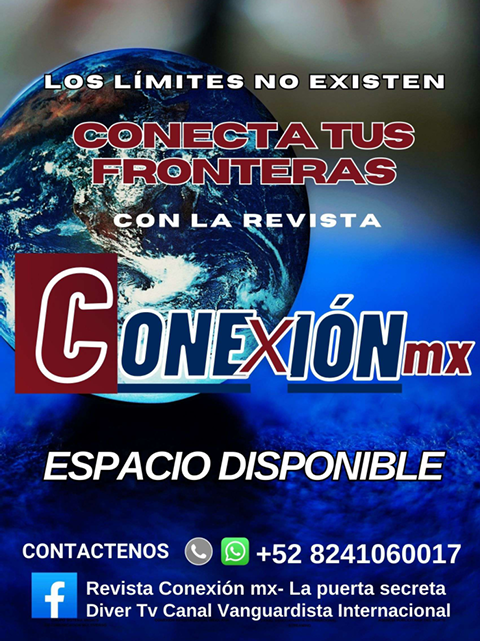 LOS LÍMITES NO EXISTEN
CONECTA TUS
FRONTERAS
CON LA REVISTA
CONEXIÓN mx
ESPACIO DISPONIBLE
CONTACTENOS +52 8241060017
Revista Conexión mx- La puerta secreta
Diver Tv Canal Vanguardista Internacional